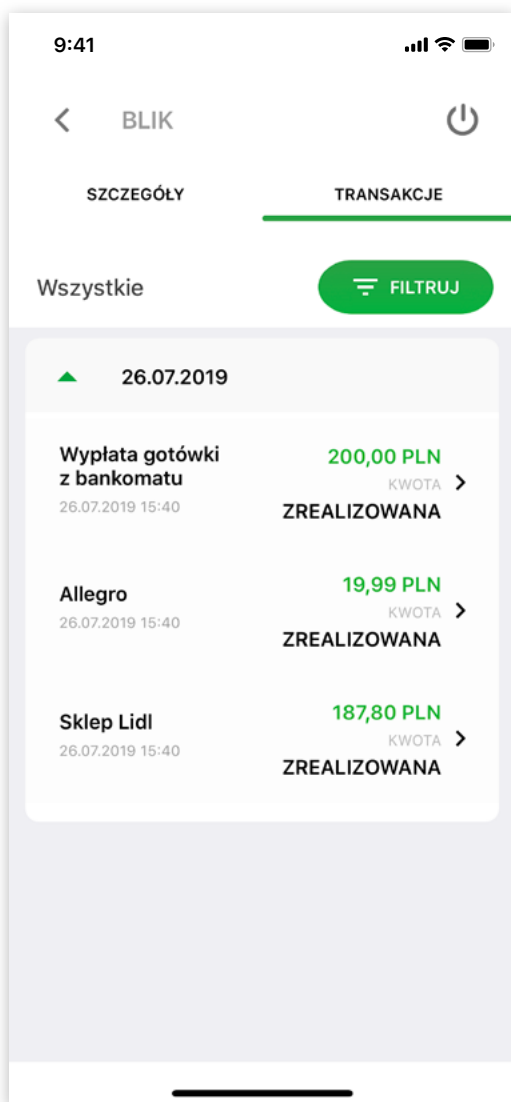 9:41
BLIK
SZCZEGÓŁY TRANSAKCJE
Wszystkie FILTRUJ
26.07.2019
Wypłata gotówki
z bankomatu
26.07.2019 15:40
200,00 PLN
KWOTA
ZREALIZOWANA
Allegro
26.07.2019 15:40
19,99 PLN
KWOTA
ZREALIZOWANA
Sklep Lidl
26.07.2019 15:40
187,80 PLN
KWOTA
ZREALIZOWANA